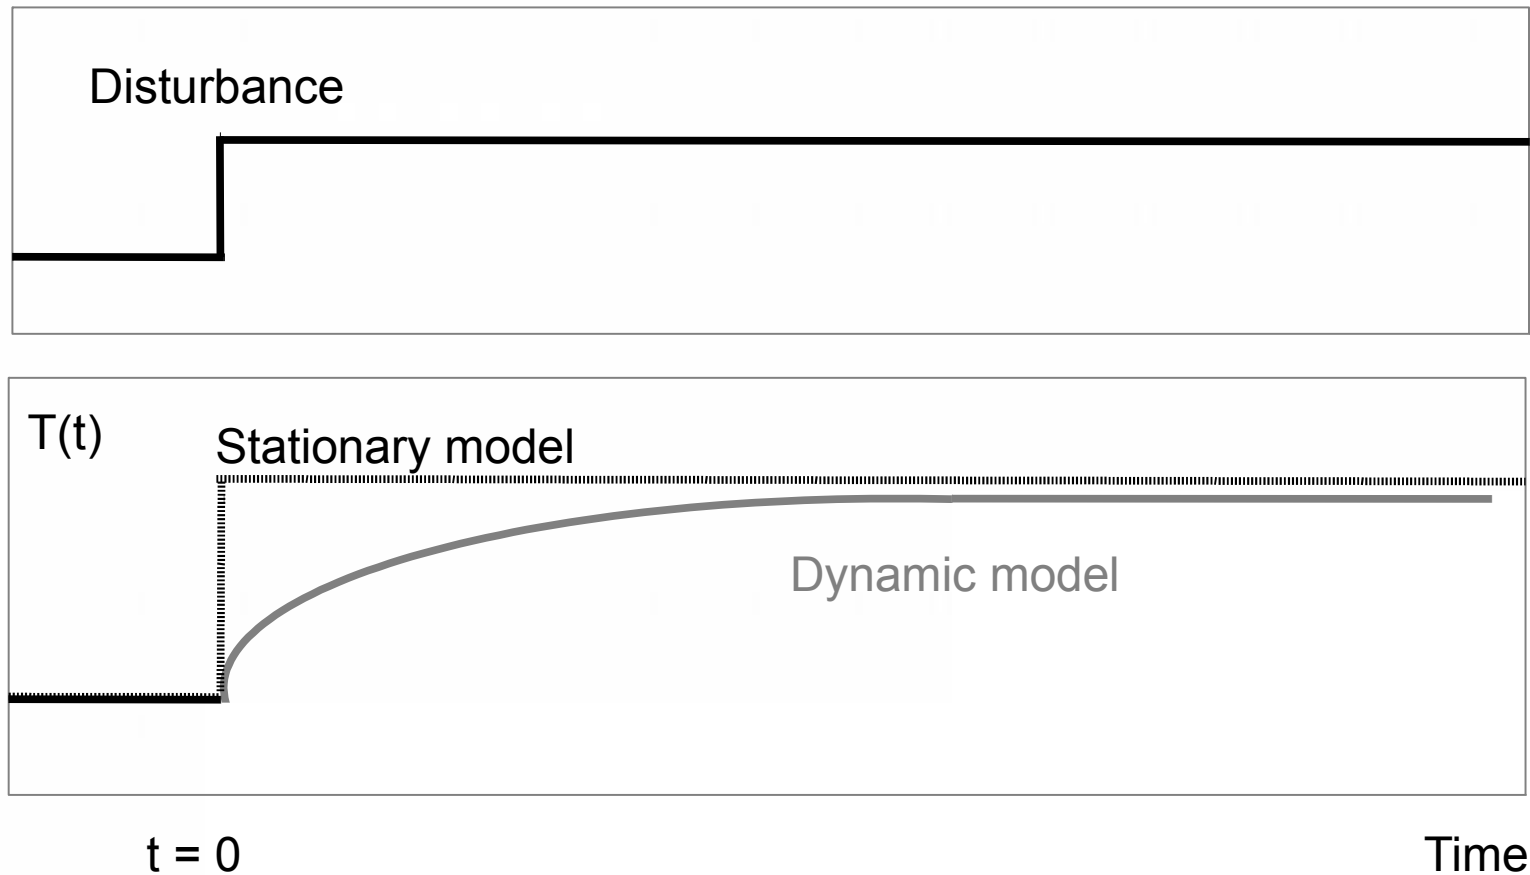 Disturbance
T(t)
Stationary model
Dynamic model
t = 0
Time